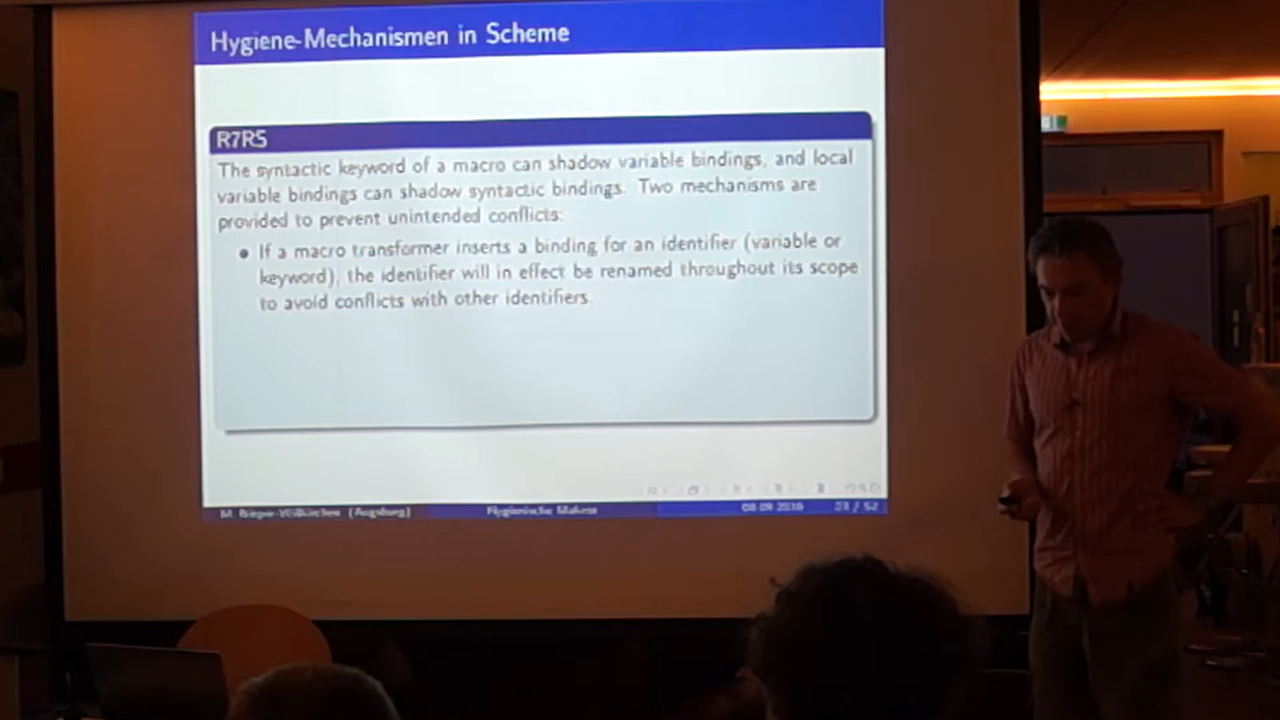 Hygiene-Mechanismen in Scheme
R7RS
The syntactic keyword of a macro can shadow variable bindings, and local
variable bindings can shadow syntactic bindings. Two mechanisms are
provided to prevent unintended conflicts:
• If a macro transformer inserts a binding for an identifier (variable or
keyword), the identifier will in effect be renamed throughout its scope
to avoid conflicts with other identifiers.
M. (Augsburg)
Hygienische Makros